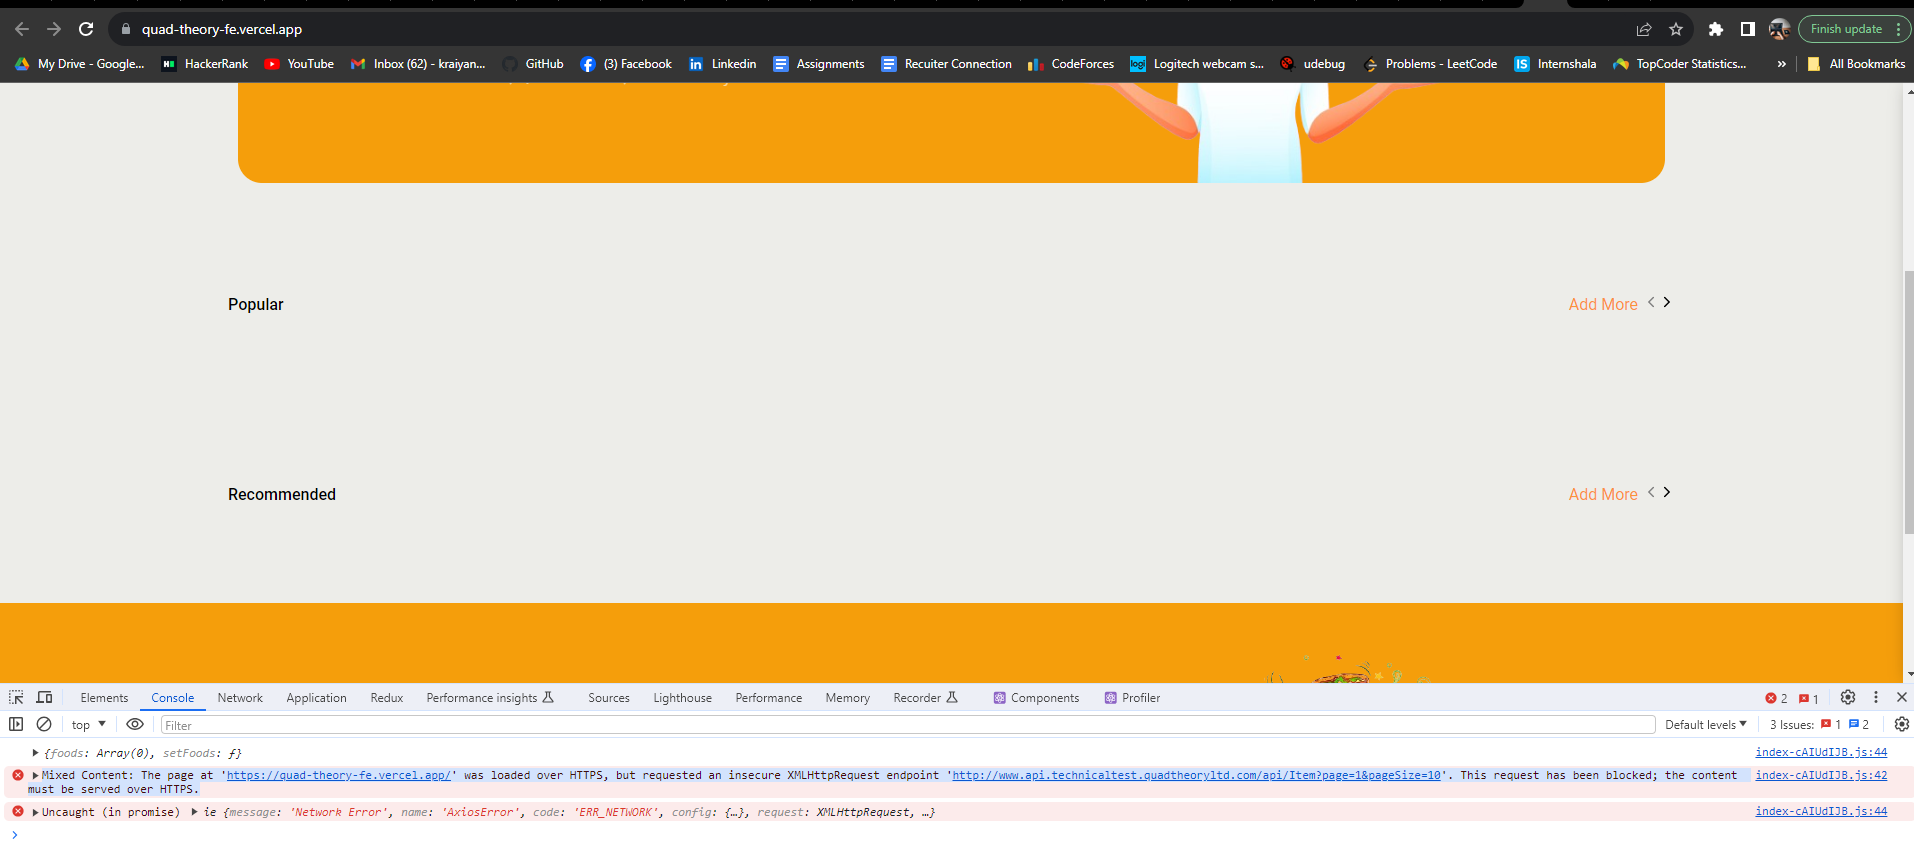 quad-theory-fe.vercel.app
Finish update
My Drive - Google... HackerRank YouTube Inbox (62) - kraiyan... GitHub (3) Facebook Linkedin Assignments Recuiter Connection CodeForces Logitech webcam s... udebug Problems - LeetCode Internshala TopCoder Statistics... » All Bookmarks
Popular
Add More
Recommended
Add More
Elements Console Network Application Redux Performance insights Sources Lighthouse Performance Memory Recorder Components Profiler 2 1
top Filter Default levels 3 Issues: 1 2
{foods: Array(0), setFoods: ƒ} index-cAIUdIJB.js:44
Mixed Content: The page at 'https://quad-theory-fe.vercel.app/' was loaded over HTTPS, but requested an insecure XMLHttpRequest endpoint 'http://www.api.technicaltest.quadtheoryltd.com/api/Item?page=1&pageSize=10'. This request has been blocked; the content index-cAIUdIJB.js:42
must be served over HTTPS.
Uncaught (in promise) ie {message: 'Network Error', name: 'AxiosError', code: 'ERR_NETWORK', config: {…}, request: XMLHttpRequest, …} index-cAIUdIJB.js:44